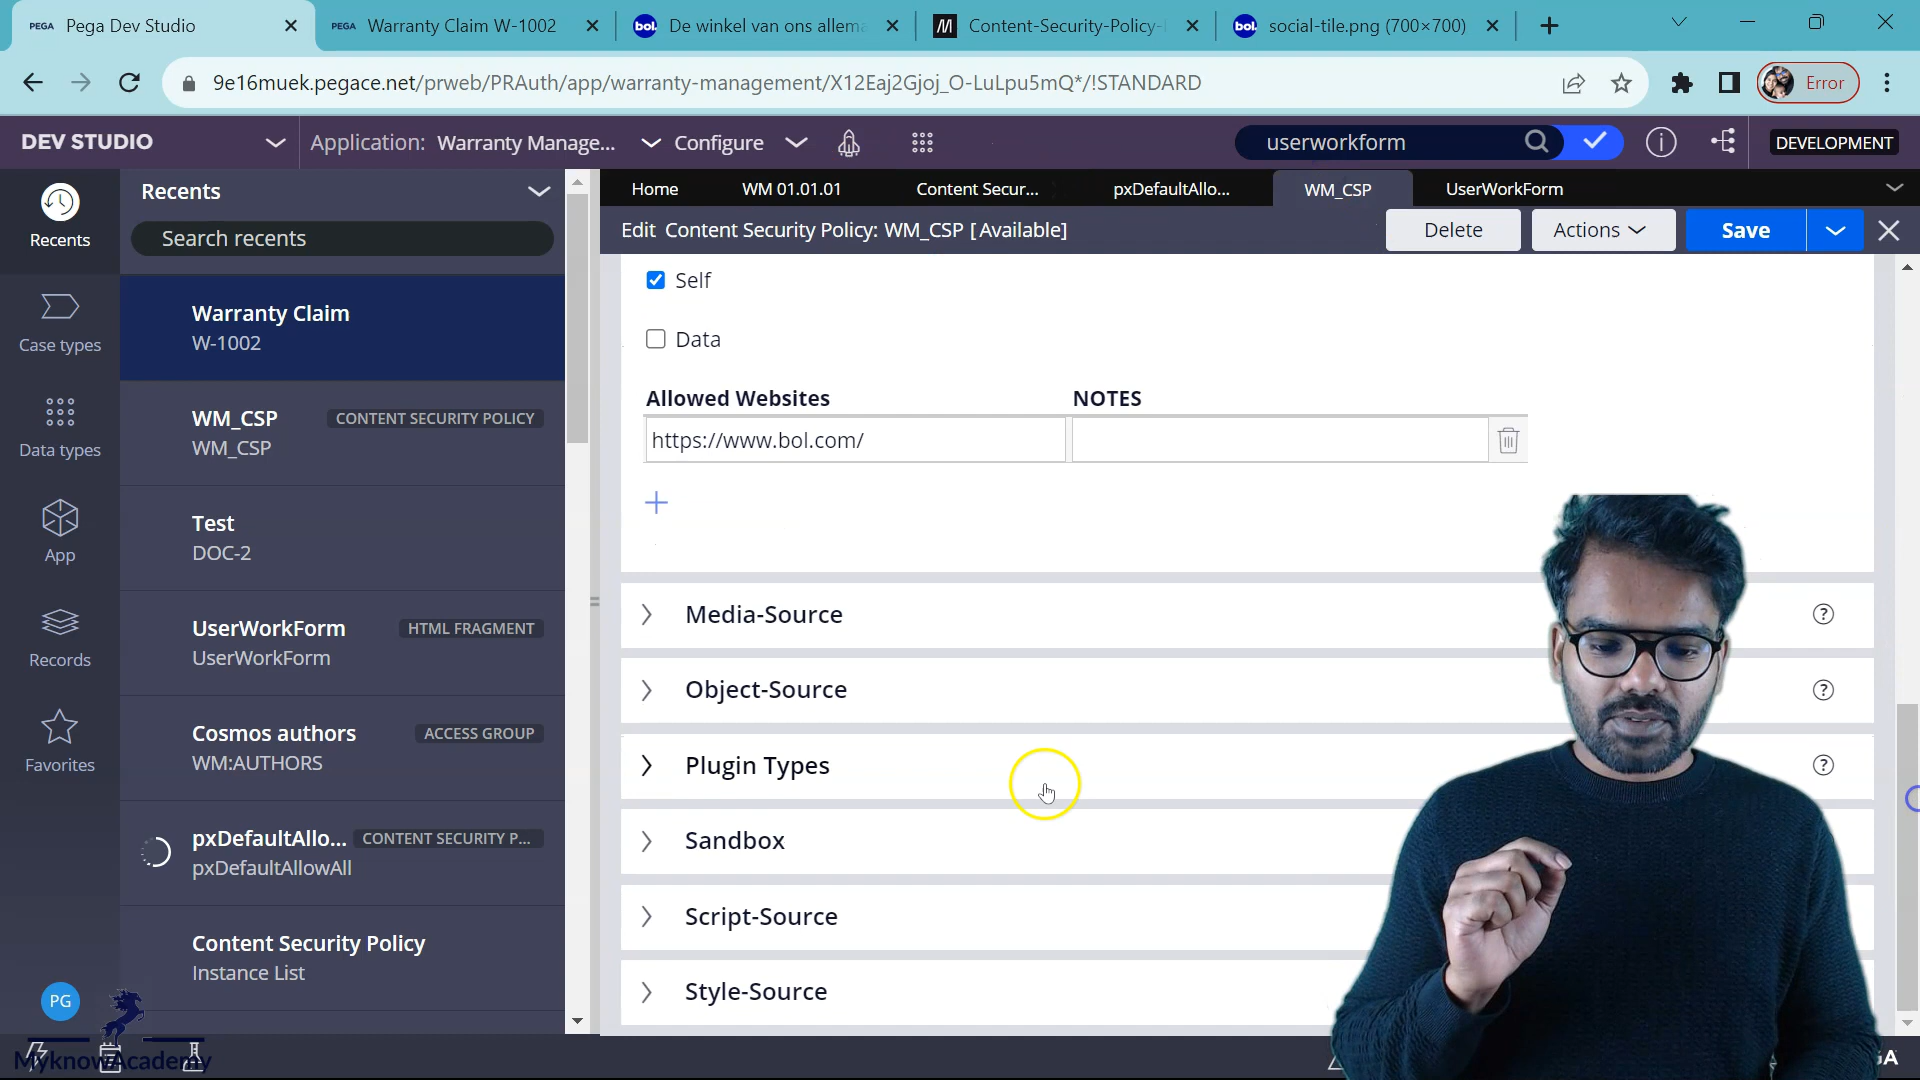 PEGA Pega Dev Studio
PEGA Warranty Claim W-1002
bol. De winkel van ons allema
M Content-Security-Policy-
bol. social-tile.png (700×700)
9e16muek.pegace.net/prweb/PRAuth/app/warranty-management/X12Eaj2Gjoj_O-LuLpu5mQ*/!STANDARD
Error
DEV STUDIO
Application: Warranty Manage...
Configure
userworkform
DEVELOPMENT
Recents
Case types
Data types
App
Records
Favorites
PG
Recents
Search recents
Warranty Claim
W-1002
WM_CSP CONTENT SECURITY POLICY
WM_CSP
Test
DOC-2
UserWorkForm HTML FRAGMENT
UserWorkForm
Cosmos authors ACCESS GROUP
WM:AUTHORS
pxDefaultAllo... CONTENT SECURITY P...
pxDefaultAllowAll
Content Security Policy
Instance List
Home
WM 01.01.01
Content Secur...
pxDefaultAllo...
WM_CSP
UserWorkForm
Edit Content Security Policy: WM_CSP [Available]
Delete
Actions
Save
Self
Data
Allowed Websites NOTES
https://www.bol.com/
Media-Source
Object-Source
Plugin Types
Sandbox
Script-Source
Style-Source
MyknowAcademy